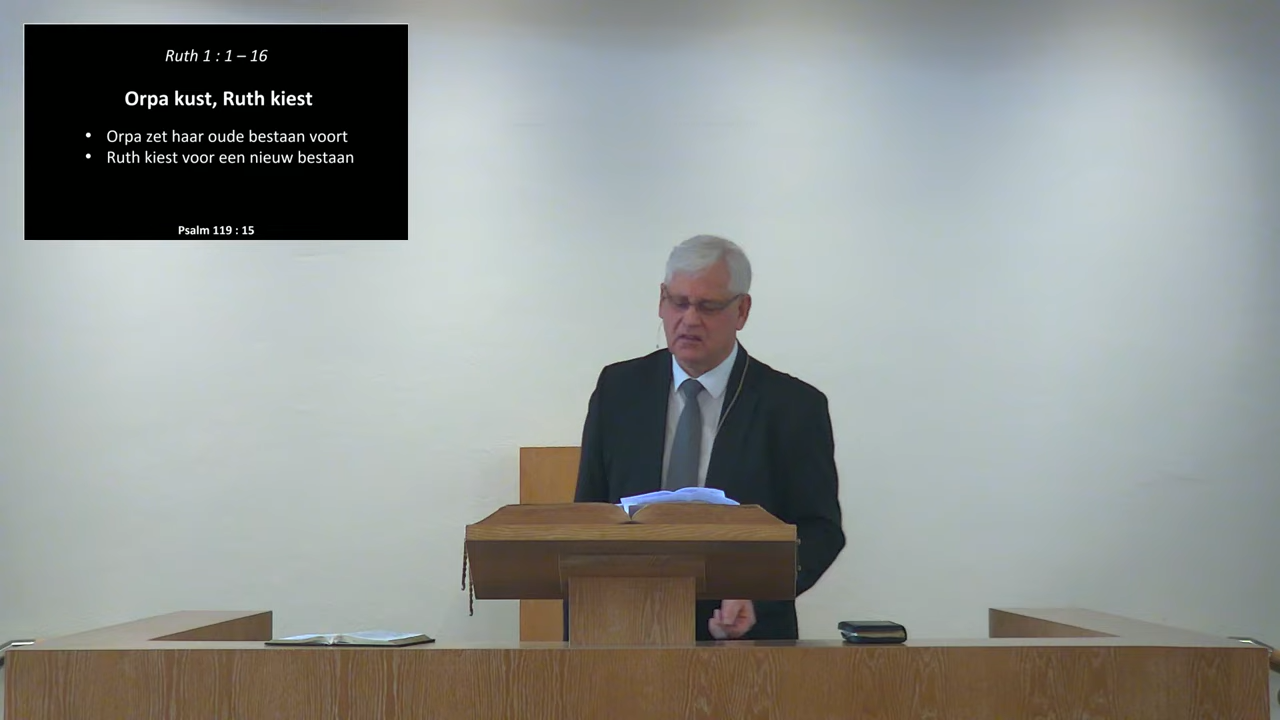 Ruth 1 : 1 – 16
Orpa kust, Ruth kiest
• Orpa zet haar oude bestaan voort
• Ruth kiest voor een nieuw bestaan
Psalm 119 : 15